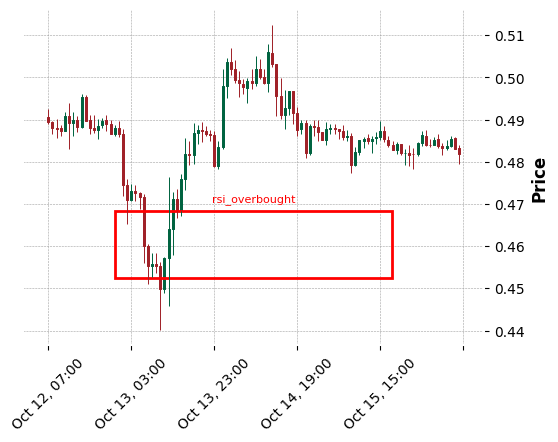 0.51
0.50
0.49
0.48
0.47
0.46
0.45
0.44
Price
rsi_overbought
Oct 12, 07:00
Oct 13, 03:00
Oct 13, 23:00
Oct 14, 19:00
Oct 15, 15:00